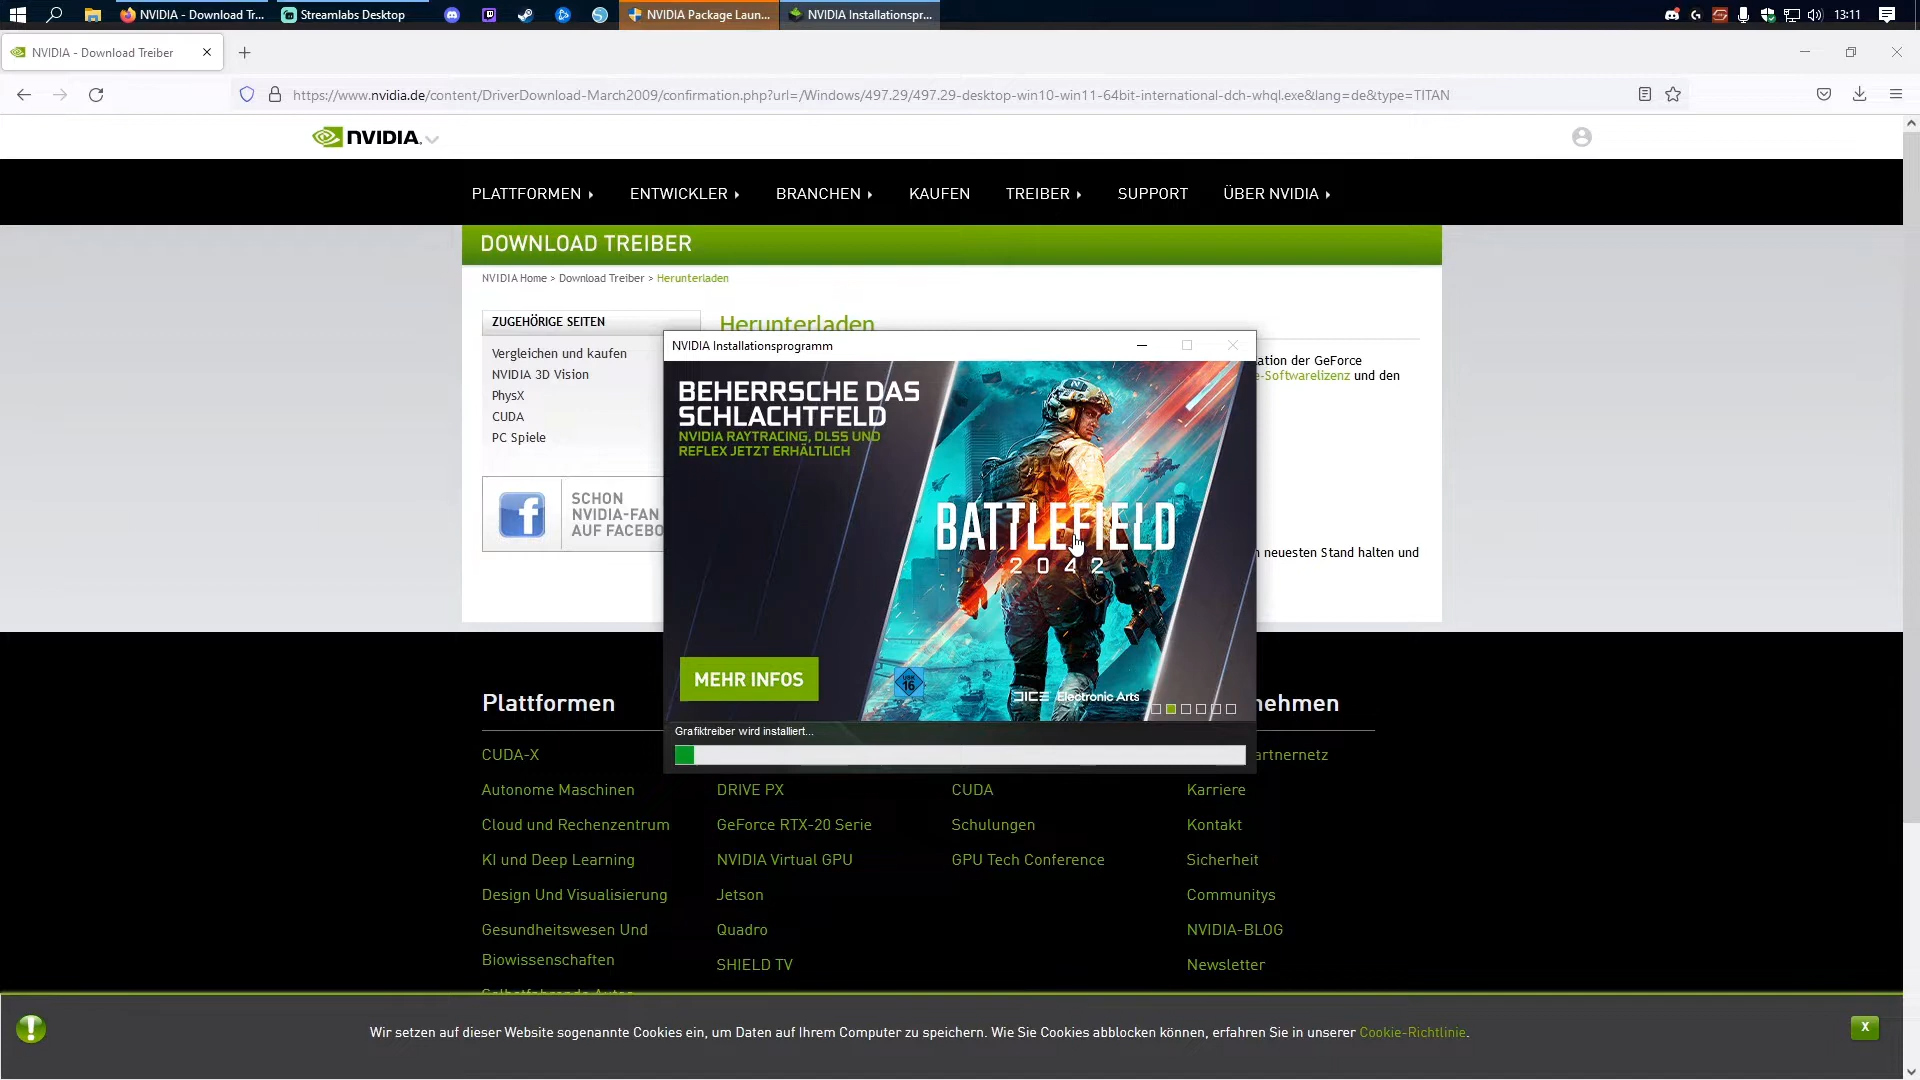 NVIDIA - Download Tr...
Streamlabs Desktop
NVIDIA Package Laun...
NVIDIA Installationspr...
13:11
NVIDIA - Download Treiber
https://www.nvidia.de/content/DriverDownload-March2009/confirmation.php?url=/Windows/497.29/497.29-desktop-win10-win11-64bit-international-dch-whql.exe&lang=de&type=TITAN
NVIDIA.
PLATTFORMEN
ENTWICKLER
BRANCHEN
KAUFEN
TREIBER
SUPPORT
ÜBER NVIDIA
DOWNLOAD TREIBER
NVIDIA Home > Download Treiber > Herunterladen
ZUGEHÖRIGE SEITEN
Vergleichen und kaufen
NVIDIA 3D Vision
PhysX
CUDA
PC Spiele
SCHON
NVIDIA-FAN
AUF FACEBO
Herunterladen
ation der GeForce
e-Softwarelizenz und den
n neuesten Stand halten und
NVIDIA Installationsprogramm
BEHERRSCHE DAS
SCHLACHTFELD
NVIDIA RAYTRACING, DLSS UND
REFLEX JETZT ERHÄLTLICH
BATTLEFIELD
2042
MEHR INFOS
USK
16
DICE Electronic Arts
Grafiktreiber wird installiert...
Plattformen
CUDA-X
Autonome Maschinen
Cloud und Rechenzentrum
KI und Deep Learning
Design Und Visualisierung
Gesundheitswesen Und
Biowissenschaften
Selbstfahrende Autos
DRIVE PX
GeForce RTX-20 Serie
NVIDIA Virtual GPU
Jetson
Quadro
SHIELD TV
CUDA
Schulungen
GPU Tech Conference
nehmen
artnernetz
Karriere
Kontakt
Sicherheit
Communitys
NVIDIA-BLOG
Newsletter
Wir setzen auf dieser Website sogenannte Cookies ein, um Daten auf Ihrem Computer zu speichern. Wie Sie Cookies abblocken können, erfahren Sie in unserer Cookie-Richtlinie.
X